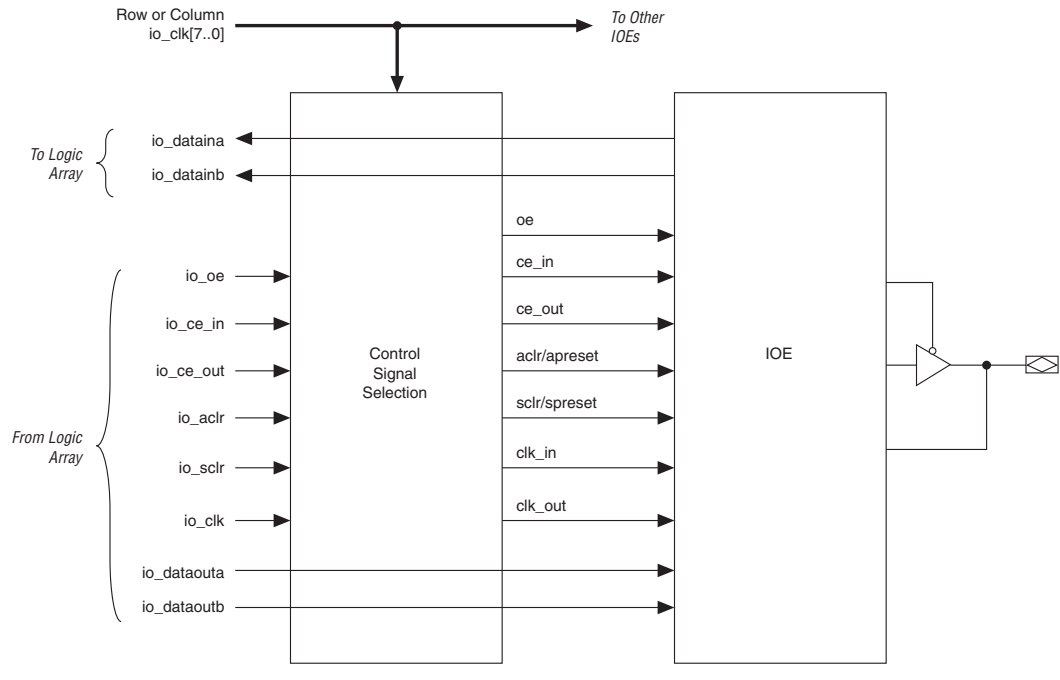 Row or Column
io_clk[7..0]
To Other
IOEs
To Logic
Array
io_dataina
io_datainb
From Logic
Array
io_oe
io_ce_in
io_ce_out
io_aclr
io_sclr
io_clk
io_dataouta
io_dataoutb
Control
Signal
Selection
oe
ce_in
ce_out
aclr/apreset
sclr/spreset
clk_in
clk_out
IOE